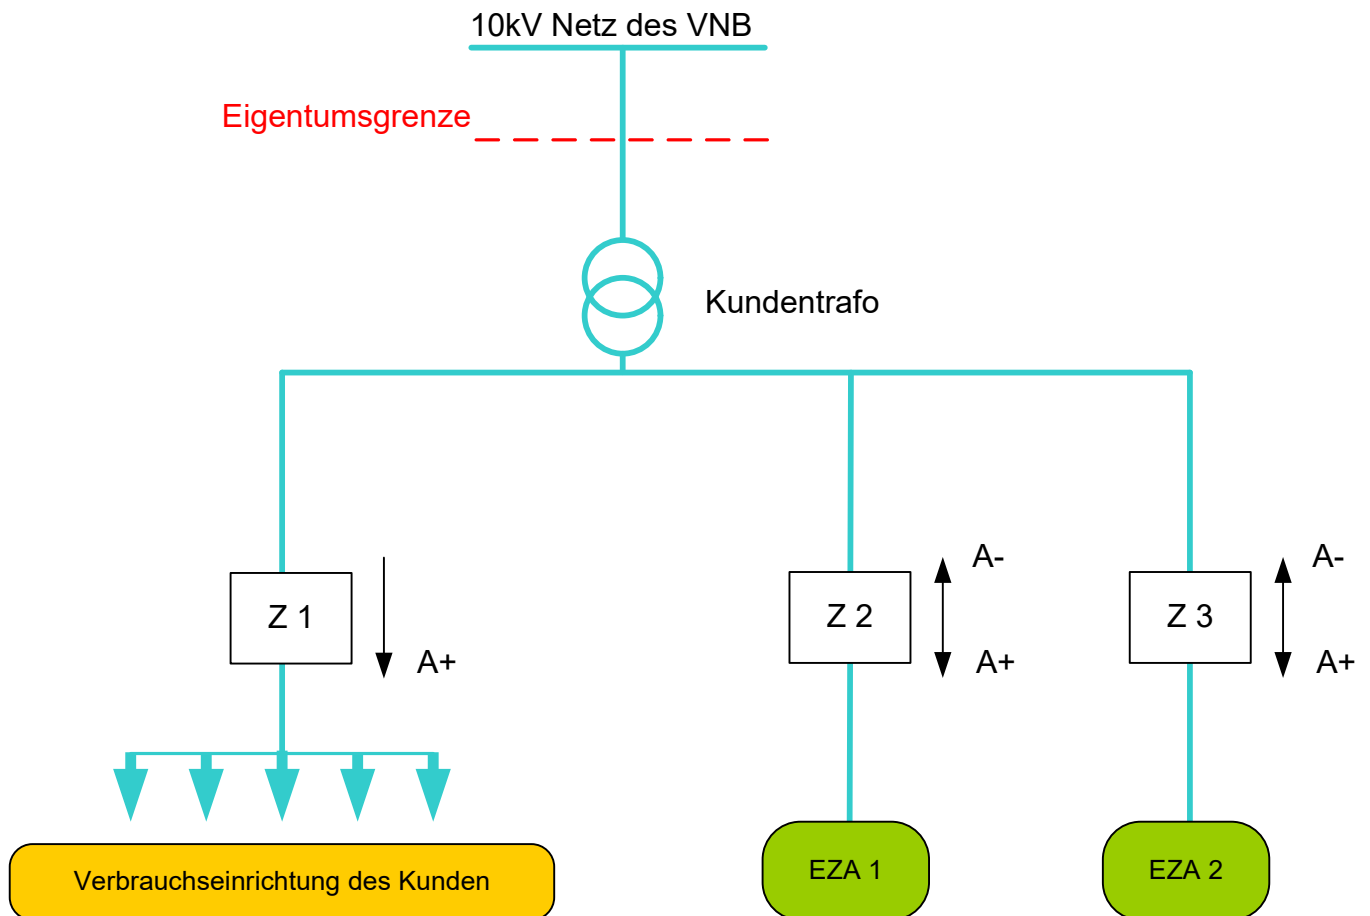 10kV Netz des VNB
Eigentumsgrenze
Kundentrafo
Z 1
A+
Z 2
A-
A+
Z 3
A-
A+
Verbrauchseinrichtung des Kunden
EZA 1
EZA 2